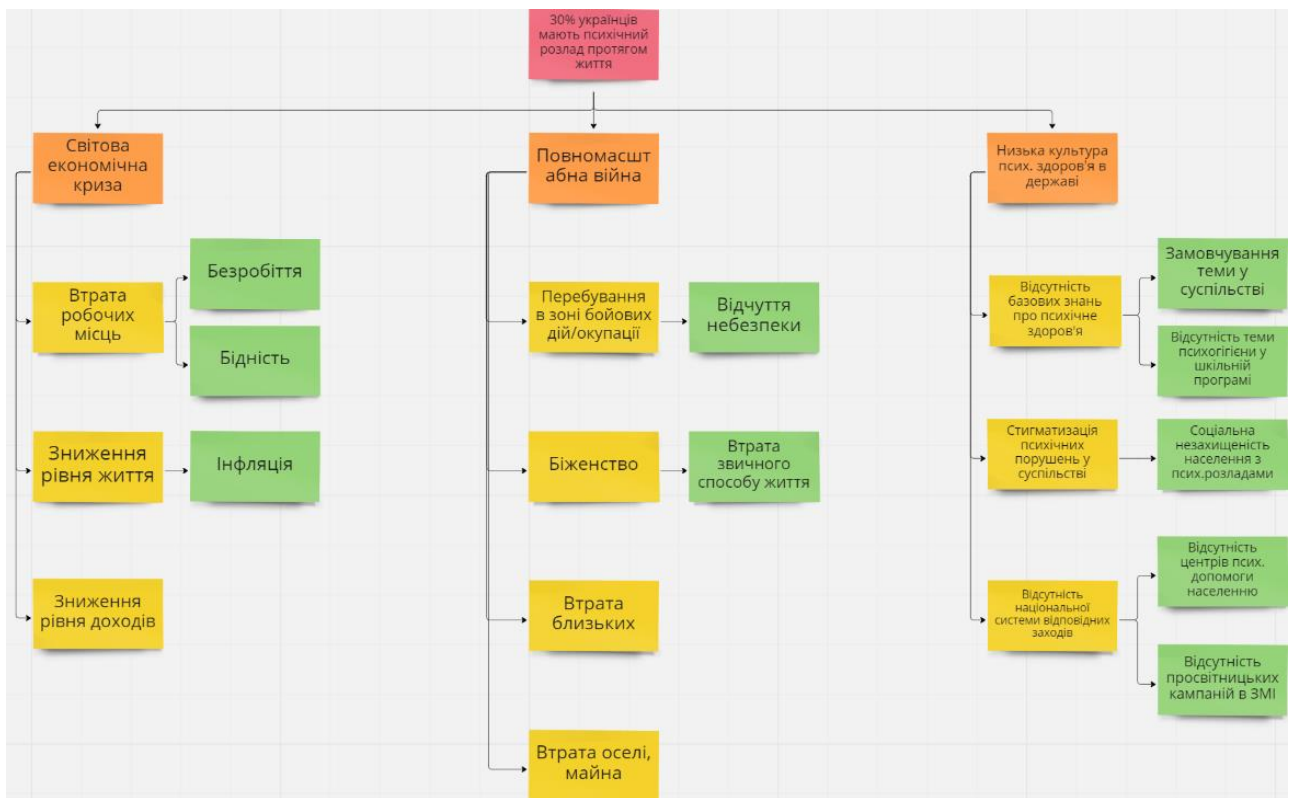 30% українців
мають психічний
розлад протягом
життя
Світова
економічна
криза
Повномасшт
абна війна
Низька культура
псих. здоров'я в
державі
Втрата
робочих
місць
Безробіття
Бідність
Зниження
рівня життя
Інфляція
Зниження
рівня доходів
Перебування
в зоні бойових
дій/окупації
Відчуття
небезпеки
Біженство
Втрата
звичного
способу життя
Втрата
близьких
Втрата оселі,
майна
Відсутність
базових знань
про психічне
здоров'я
Замовчування
теми у
суспільстві
Відсутність теми
психогігієни у
шкільній
програмі
Стигматизація
психічних
порушень у
суспільстві
Соціальна
незахищеність
населення з
псих.розладами
Відсутність
національної
системи відповідних
заходів
Відсутність
центрів псих.
допомоги
населенню
Відсутність
просвітницьких
кампаній в ЗМІ